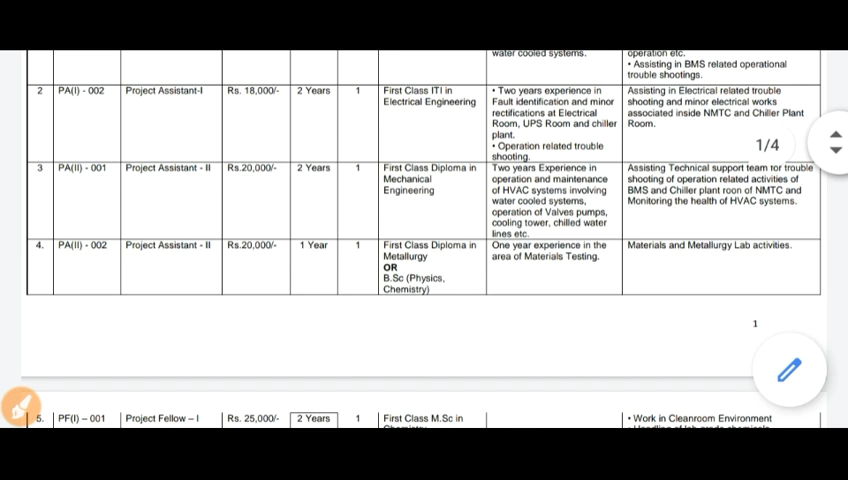 water cooled systems.
operation etc.
• Assisting in BMS related operational
trouble shootings.
2 PA(I) - 002 Project Assistant-I Rs. 18,000/- 2 Years 1
First Class ITI in
Electrical Engineering
• Two years experience in
Fault identification and minor
rectifications at Electrical
Room, UPS Room and chiller
plant.
• Operation related trouble
shooting.
Assisting in Electrical related trouble
shooting and minor electrical works
associated inside NMTC and Chiller Plant
Room.
1/4
3 PA(II) - 001 Project Assistant - II Rs.20,000/- 2 Years 1
First Class Diploma in
Mechanical
Engineering
Two years Experience in
operation and maintenance
of HVAC systems involving
water cooled systems,
operation of Valves pumps,
cooling tower, chilled water
lines etc.
Assisting Technical support team for trouble
shooting of operation related activities of
BMS and Chiller plant roon of NMTC and
Monitoring the health of HVAC systems.
4. PA(II) - 002 Project Assistant - II Rs.20,000/- 1 Year 1
First Class Diploma in
Metallurgy
OR
B.Sc (Physics,
Chemistry)
One year experience in the
area of Materials Testing.
Materials and Metallurgy Lab activities.
1
5. PF(I) – 001 Project Fellow – I Rs. 25,000/- 2 Years 1
First Class M.Sc in
• Work in Cleanroom Environment